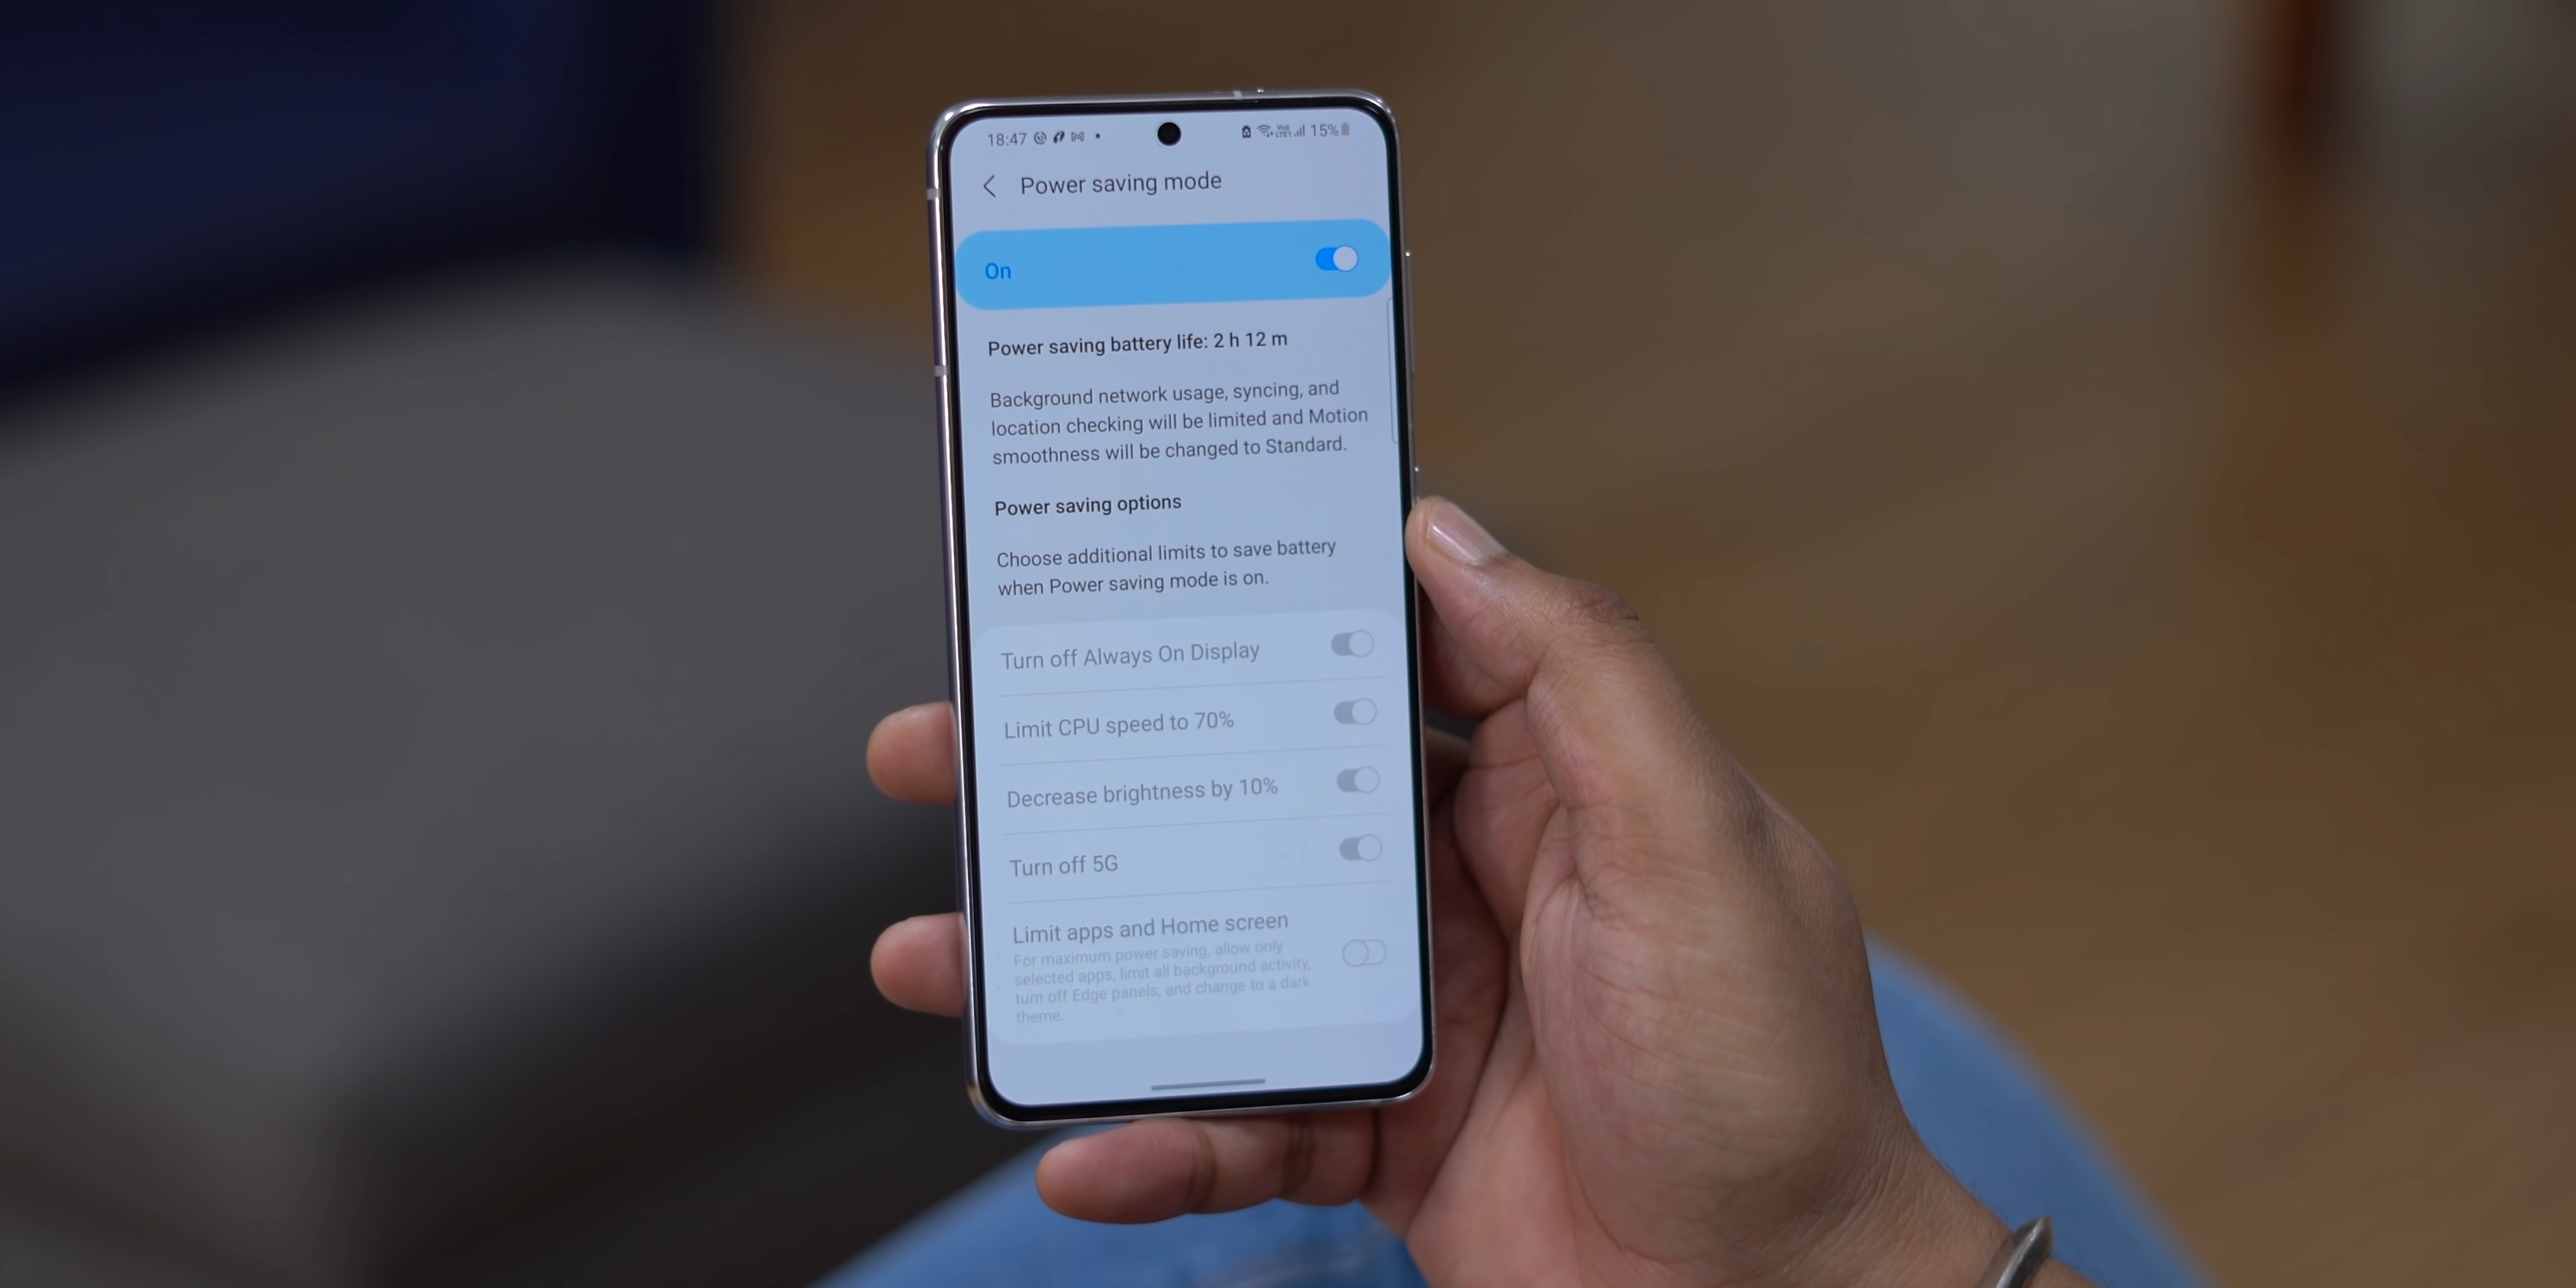 18:47 15%
Power saving mode
On
Power saving battery life: 2 h 12 m
Background network usage, syncing, and
location checking will be limited and Motion
smoothness will be changed to Standard.
Power saving options
Choose additional limits to save battery
when Power saving mode is on.
Turn off Always On Display
Limit CPU speed to 70%
Decrease brightness by 10%
Turn off 5G
Limit apps and Home screen
For maximum power saving, allow only
selected apps, limit all background activity,
turn off Edge panels, and change to a dark
theme.